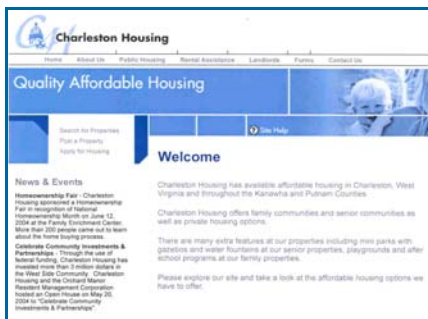 CH
Charleston Housing
Home About Us Public Housing Rental Assistance Landlords Forms Contact Us
Quality Affordable Housing
Search for Properties
Post a Property
Apply for Housing
Site Help
Welcome
News & Events
Homeownership Fair - Charleston
Housing sponsored a Homeownership
Fair in recognition of National
Homeownership Month on June 12,
2004 at the Family Enrichment Center.
More than 200 people came out to learn
about the home buying process.
Celebrate Community Investments &
Partnerships - Through the use of
federal funding, Charleston Housing has
invested more than 3 million dollars in
the West Side Community. Charleston
Housing and the Orchard Manor
Resident Management Corporation
hosted an Open House on May 20,
2004 to "Celebrate Community
Investments & Partnerships".
Charleston Housing has available affordable housing in Charleston, West
Virginia and throughout the Kanawha and Putnam Counties.
Charleston Housing offers family communities and senior communities as
well as private housing options.
There are many extra features at our properties including mini parks with
gazebos and water fountains at our senior properties, playgrounds and after
school programs at our family properties.
Please explore our site and take a look at the affordable housing options we
have to offer.